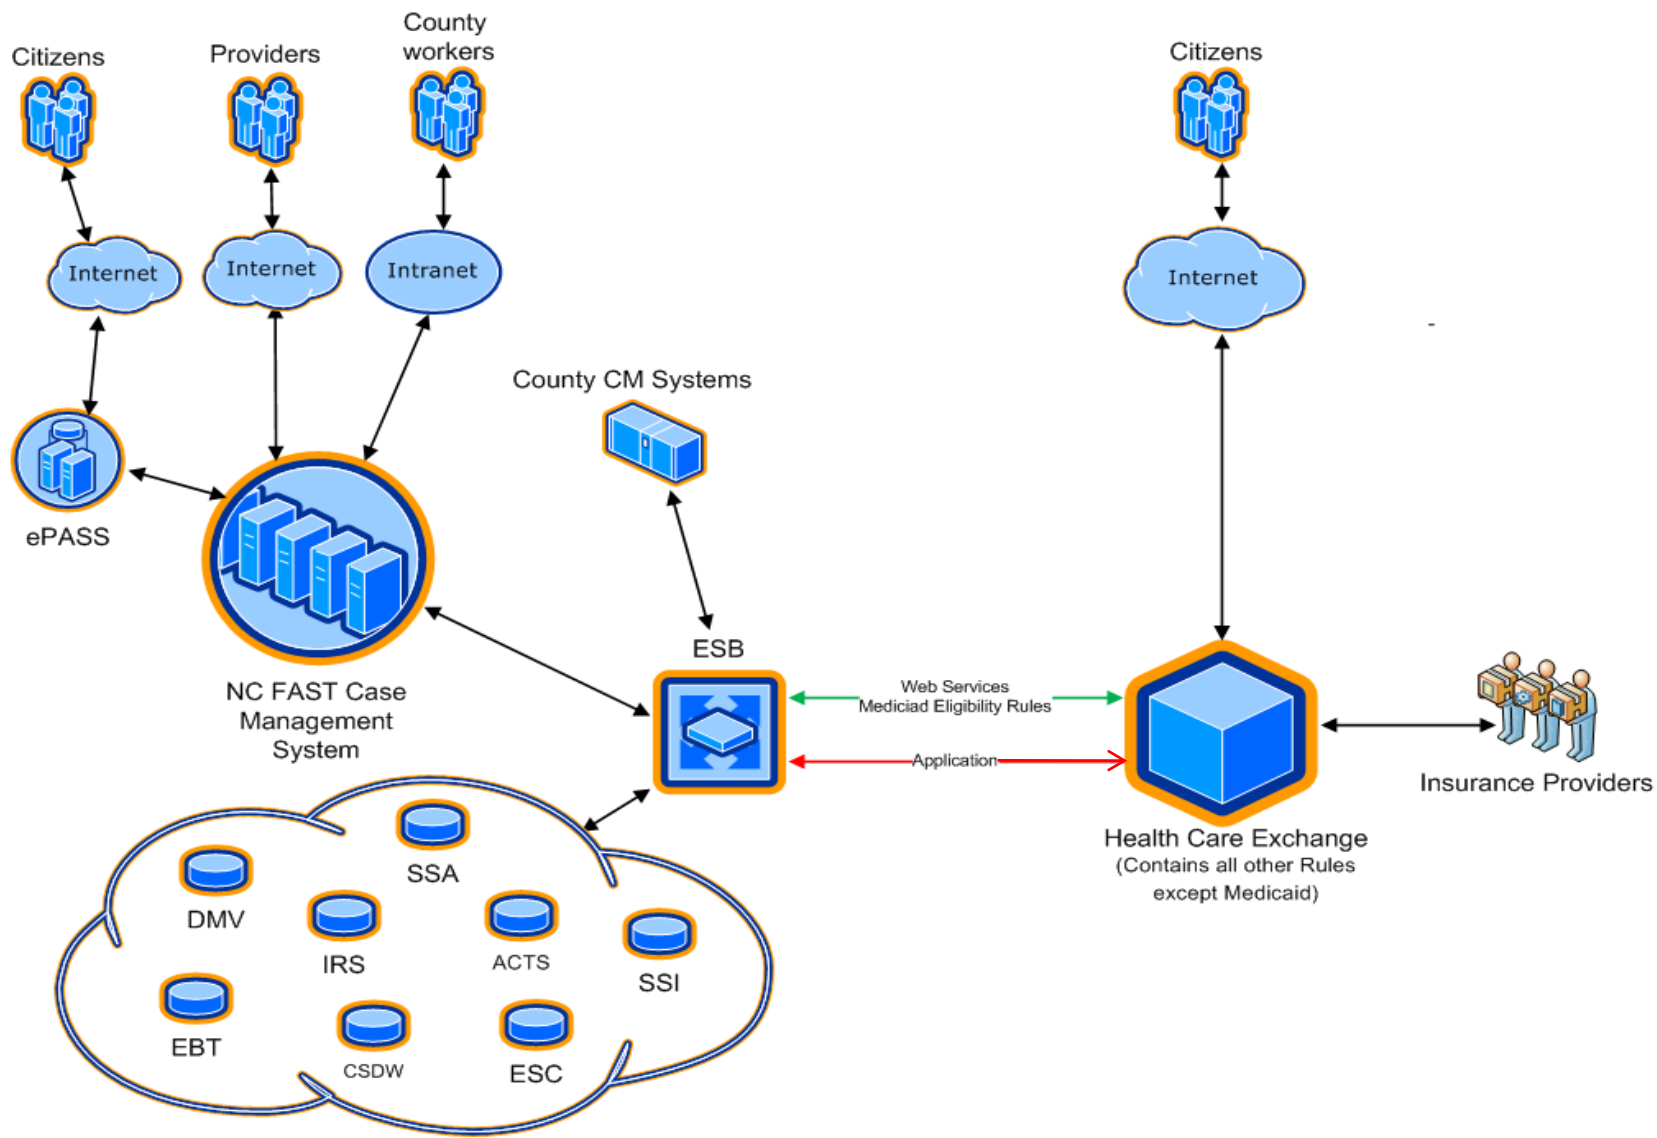 County
workers
Citizens
Providers
Citizens
Internet
Internet
Intranet
Internet
-
County CM Systems
ePASS
ESB
NC FAST Case
Management
System
Web Services
Mediciad Eligibility Rules
Application
Insurance Providers
Health Care Exchange
(Contains all other Rules
except Medicaid)
SSA
DMV
IRS
ACTS
SSI
EBT
CSDW
ESC